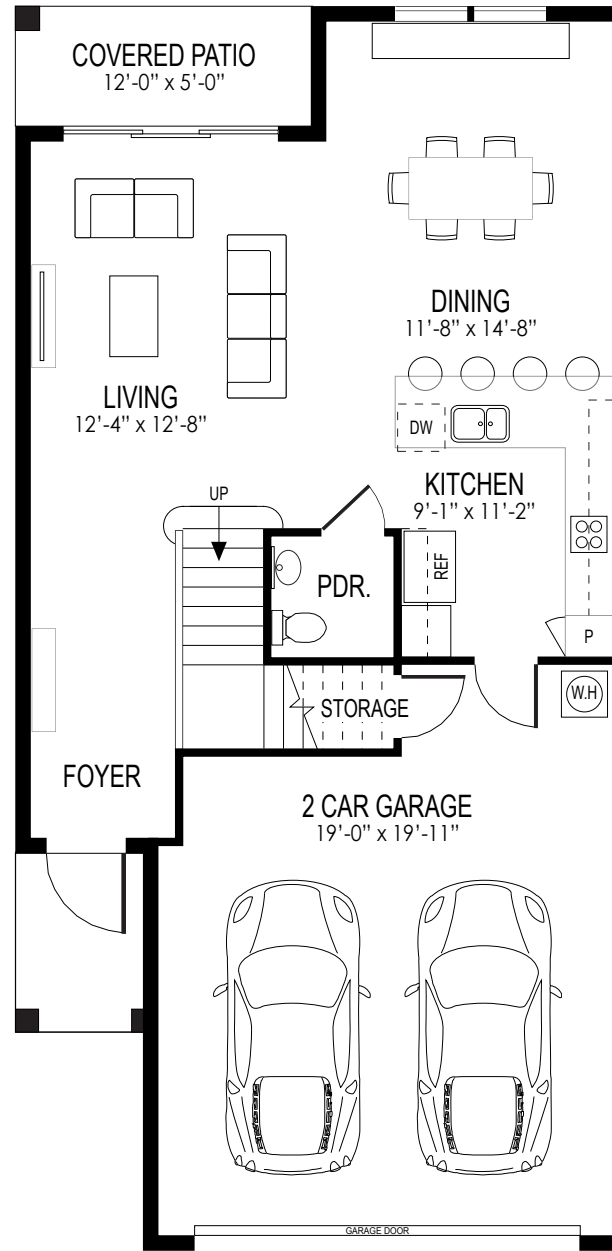 COVERED PATIO
12'-0" x 5'-0"
DINING
11'-8" x 14'-8"
LIVING
12'-4" x 12'-8"
DW
KITCHEN
9'-1" x 11'-2"
UP
REF
PDR.
P
W.H
STORAGE
FOYER
2 CAR GARAGE
19'-0" x 19'-11"
GARAGE DOOR